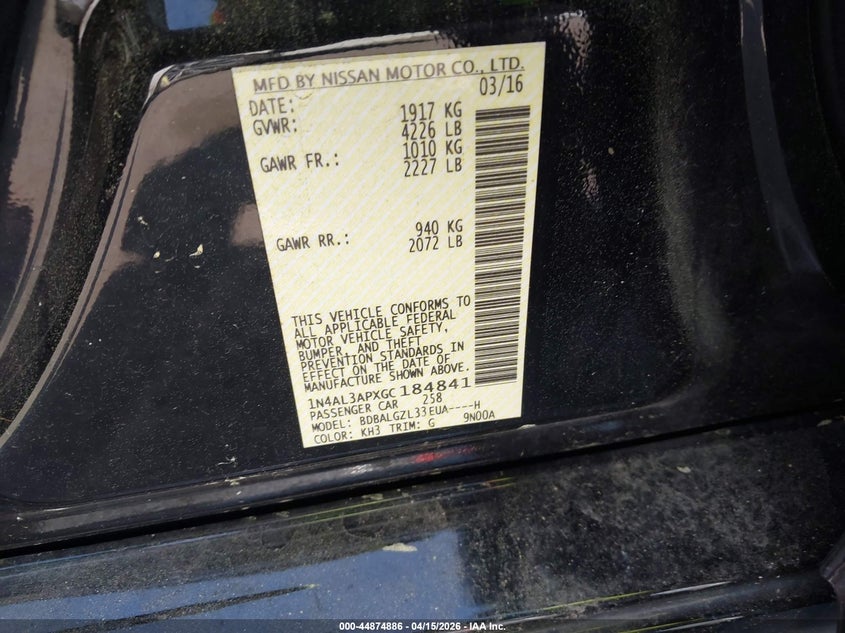 MFD BY NISSAN MOTOR CO., LTD.
DATE: 03/16
GVWR: 1917 KG
4226 LB
GAWR FR.: 1010 KG
2227 LB
GAWR RR.: 940 KG
2072 LB
THIS VEHICLE CONFORMS TO
ALL APPLICABLE FEDERAL
MOTOR VEHICLE SAFETY,
BUMPER, AND THEFT
PREVENTION STANDARDS IN
EFFECT ON THE DATE OF
MANUFACTURE SHOWN ABOVE.
1N4AL3APXGC184841
PASSENGER CAR 258
MODEL: BDBALGZL33EUA----H
COLOR: KH3 TRIM: G 9N00A
000-44874886 - 04/15/2026 - IAA Inc.